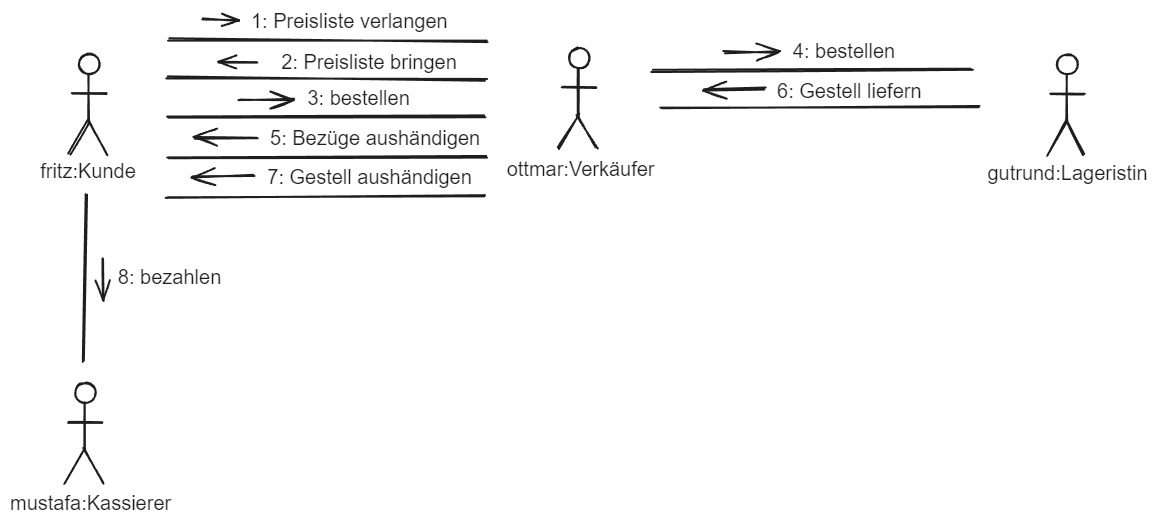 1: Preisliste verlangen
2: Preisliste bringen
3: bestellen
5: Bezüge aushändigen
7: Gestell aushändigen
4: bestellen
6: Gestell liefern
fritz:Kunde
ottmar:Verkäufer
gutrund:Lageristin
8: bezahlen
mustafa:Kassierer